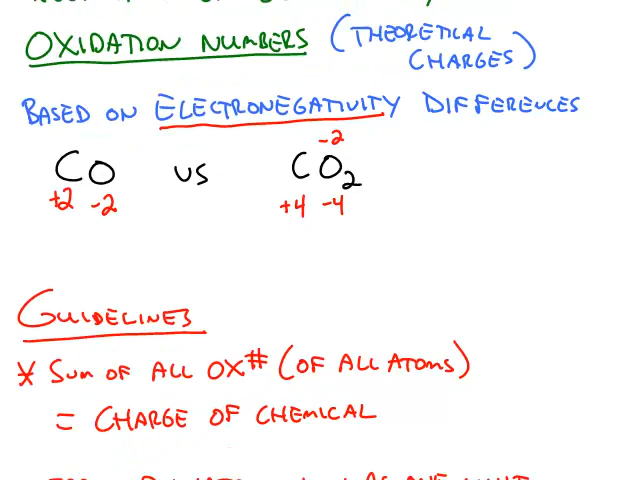 OXIDATION NUMBERS (THEORETICAL CHARGES)
BASED ON ELECTRONEGATIVITY DIFFERENCES
-2
CO vs CO2
+2 -2 +4 -4
GUIDELINES
* SUM OF ALL OX# (OF ALL ATOMS)
= CHARGE OF CHEMICAL